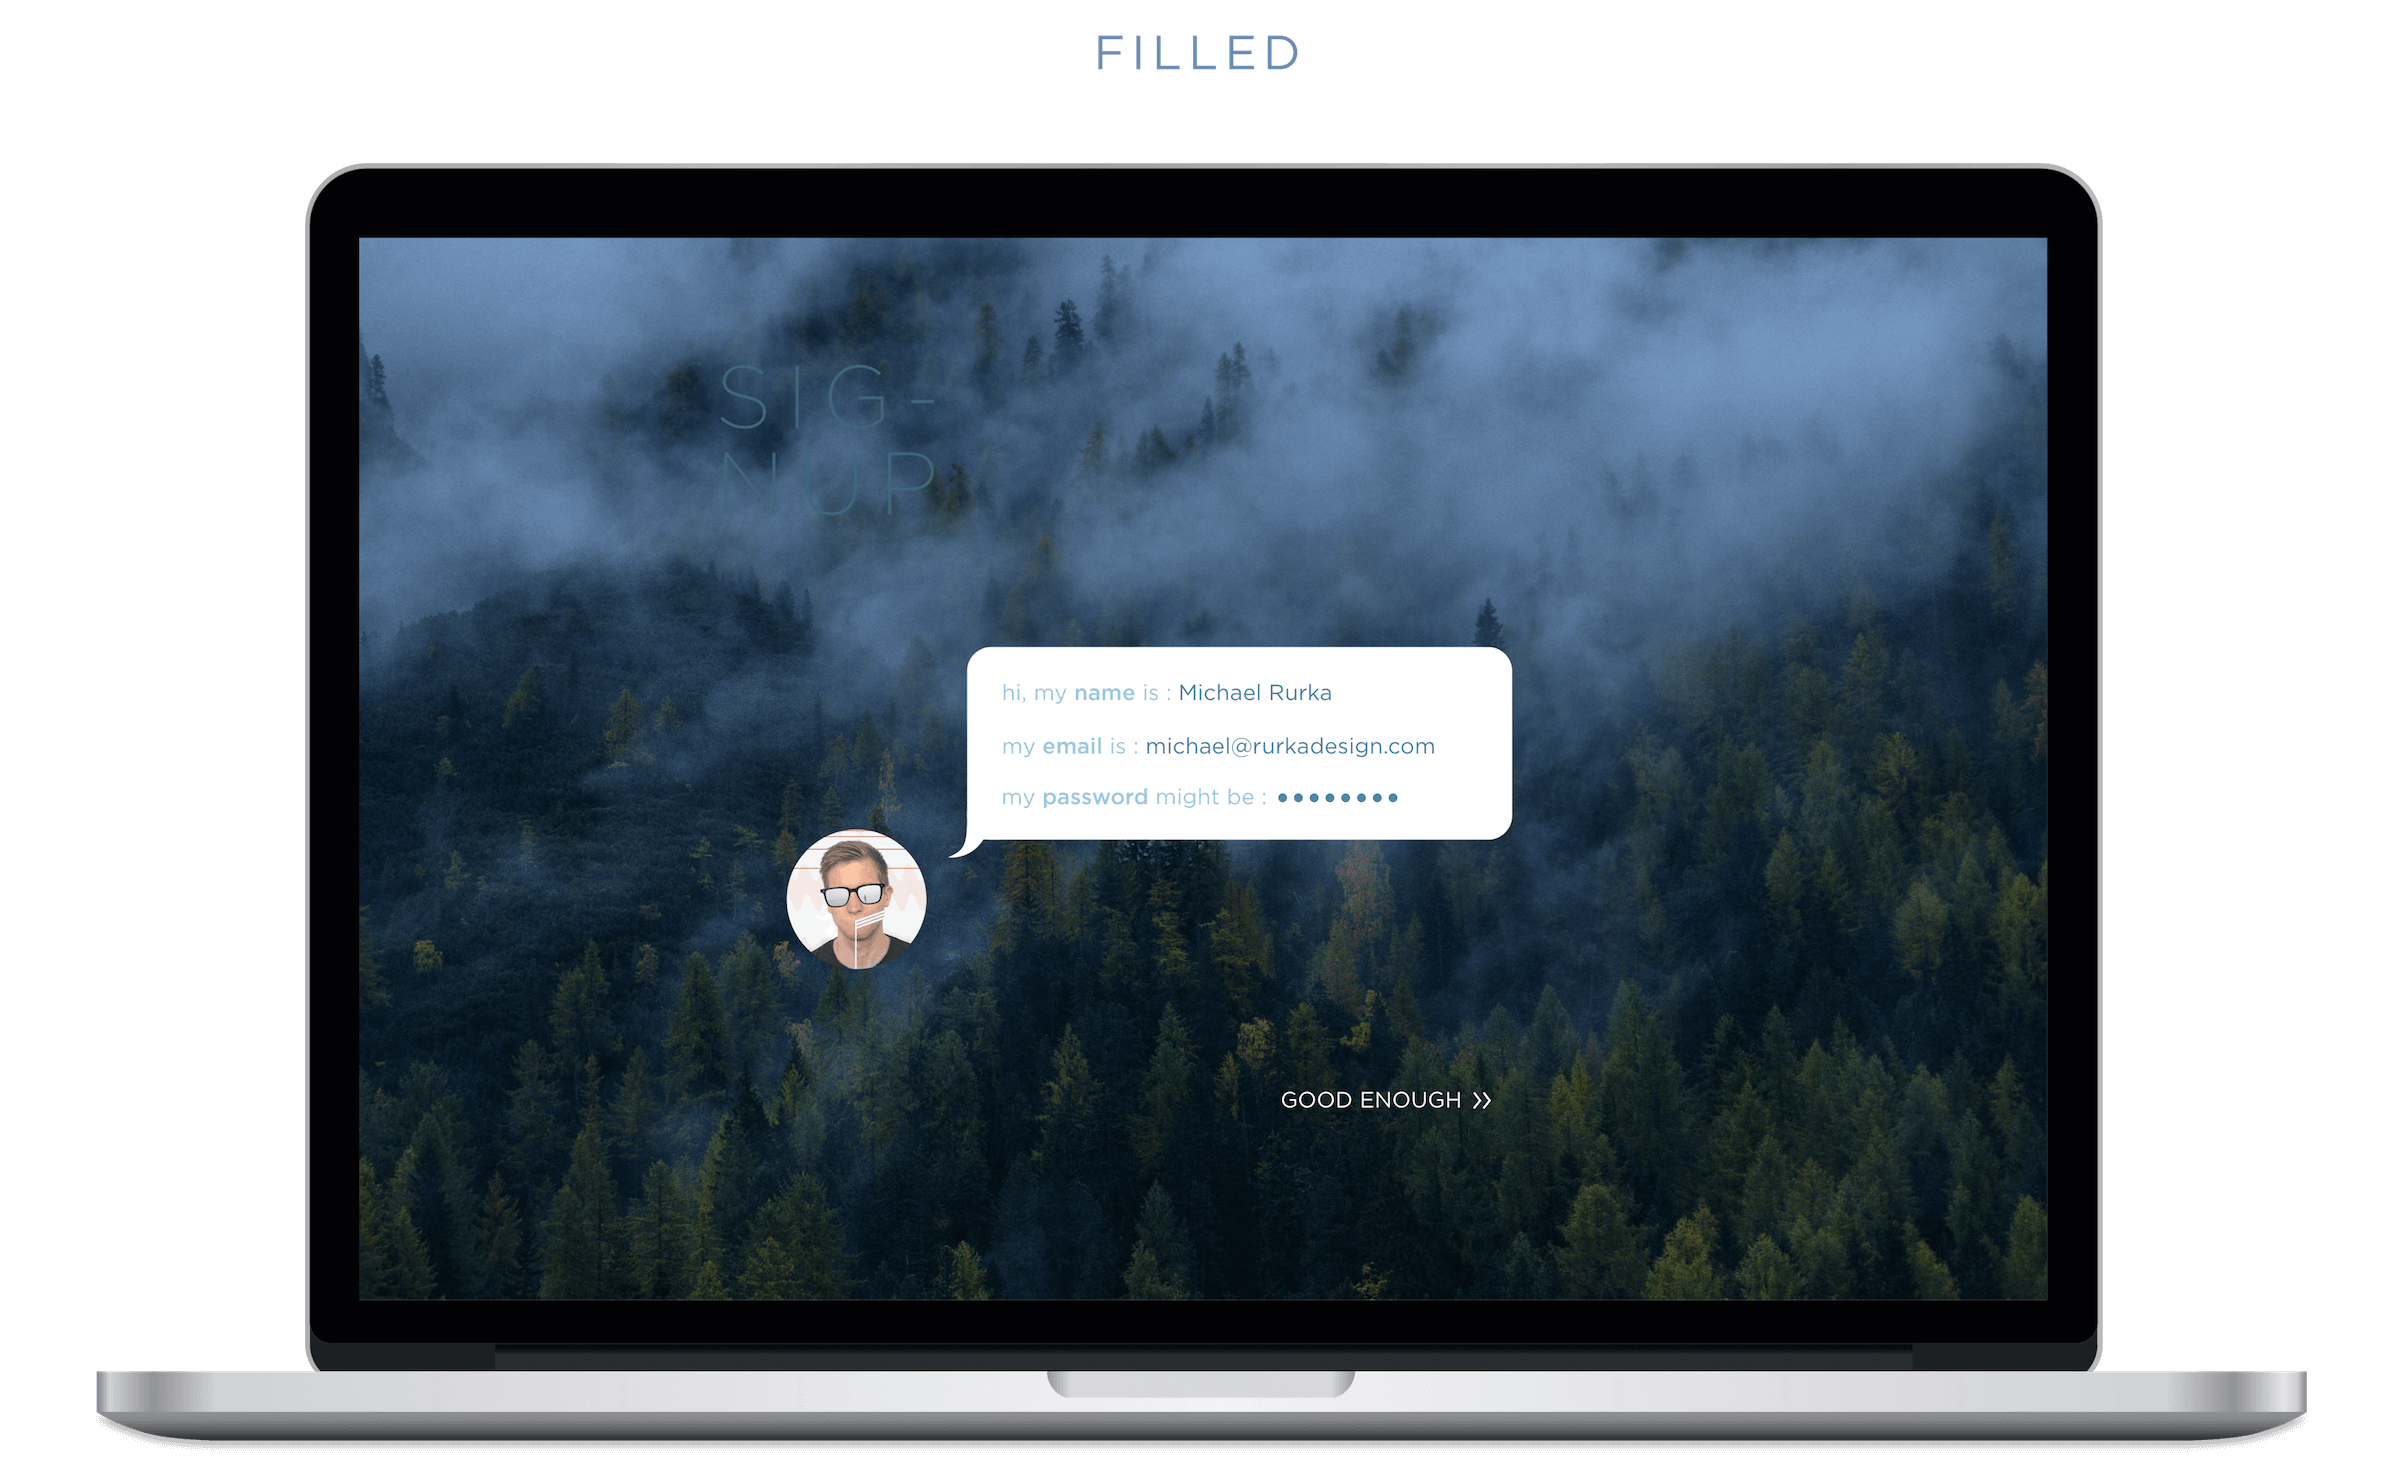 FILLED
SIG-
NUP
hi, my name is : Michael Rurka
my email is : michael@rurkadesign.com
my password might be : ••••••••
GOOD ENOUGH »